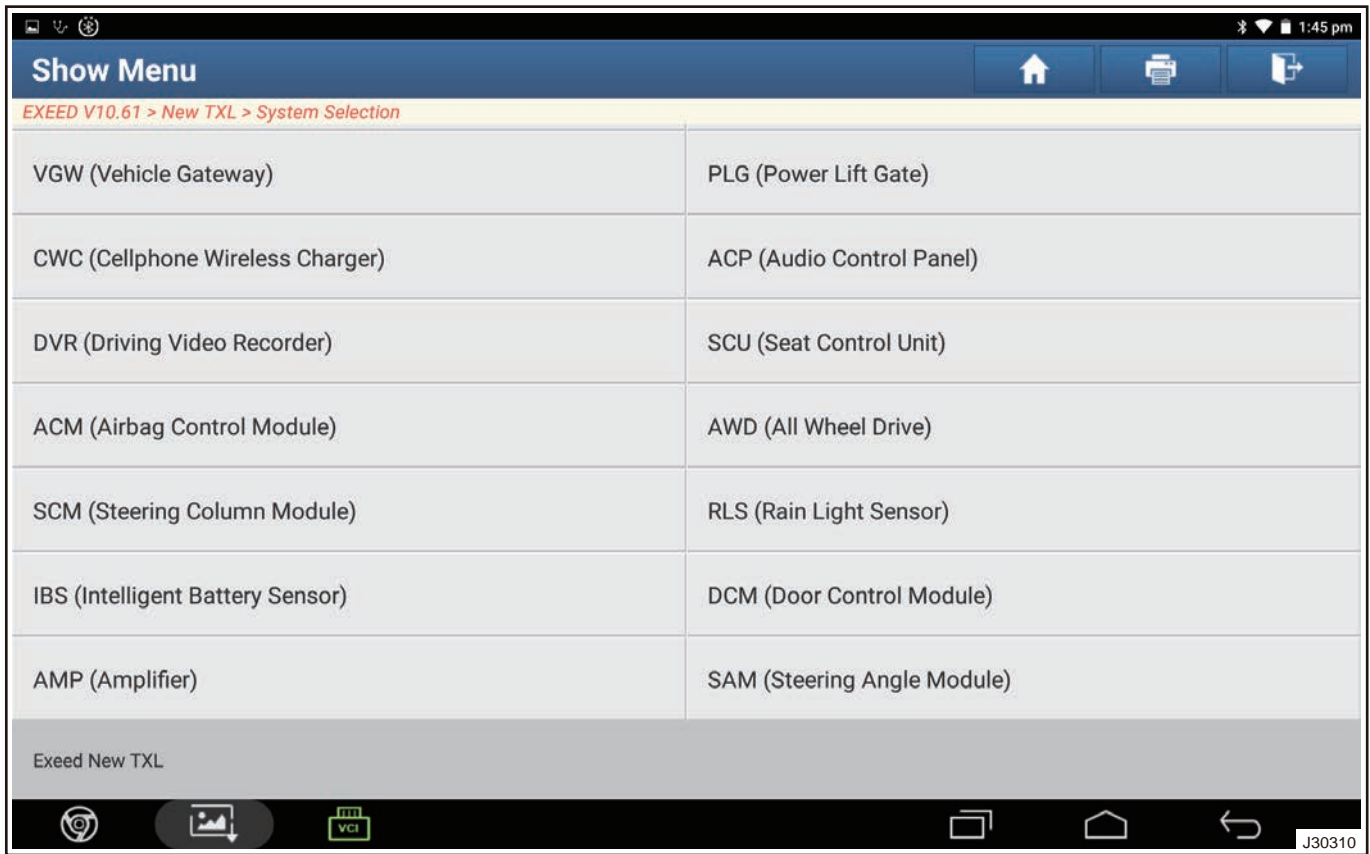 1:45 pm
Show Menu
EXEED V10.61 > New TXL > System Selection
VGW (Vehicle Gateway)
PLG (Power Lift Gate)
CWC (Cellphone Wireless Charger)
ACP (Audio Control Panel)
DVR (Driving Video Recorder)
SCU (Seat Control Unit)
ACM (Airbag Control Module)
AWD (All Wheel Drive)
SCM (Steering Column Module)
RLS (Rain Light Sensor)
IBS (Intelligent Battery Sensor)
DCM (Door Control Module)
AMP (Amplifier)
SAM (Steering Angle Module)
Exeed New TXL
VCI
J30310